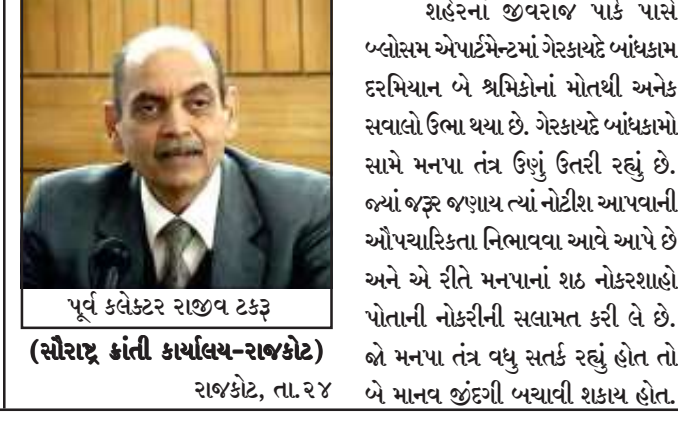 પૂર્વ કલેક્ટર રાજીવ ટકરૂ
(સૌરાષ્ટ્ર ક્રાંતી કાર્યાલય-રાજકોટ)
રાજકોટ, તા.૨૪
શહેરનાં જીવરાજ પાર્ક પાસે
બ્લોસમ એપાર્ટમેન્ટમાં ગેરકાયદે બાંધકામ
દરમિયાન બે શ્રમિકોનાં મોતથી અનેક
સવાલો ઉભા થયા છે. ગેરકાયદે બાંધકામો
સામે મનપા તંત્ર ઉણું ઉતરી રહ્યું છે.
જ્યાં જરૂર જણાય ત્યાં નોટીશ આપવાની
ઔપચારિકતા નિભાવવા આવે આપે છે
અને એ રીતે મનપાનાં શઠ નોકરશાહો
પોતાની નોકરીની સલામત કરી લે છે.
જો મનપા તંત્ર વધુ સતર્ક રહ્યું હોત તો
બે માનવ જીંદગી બચાવી શકાય હોત.